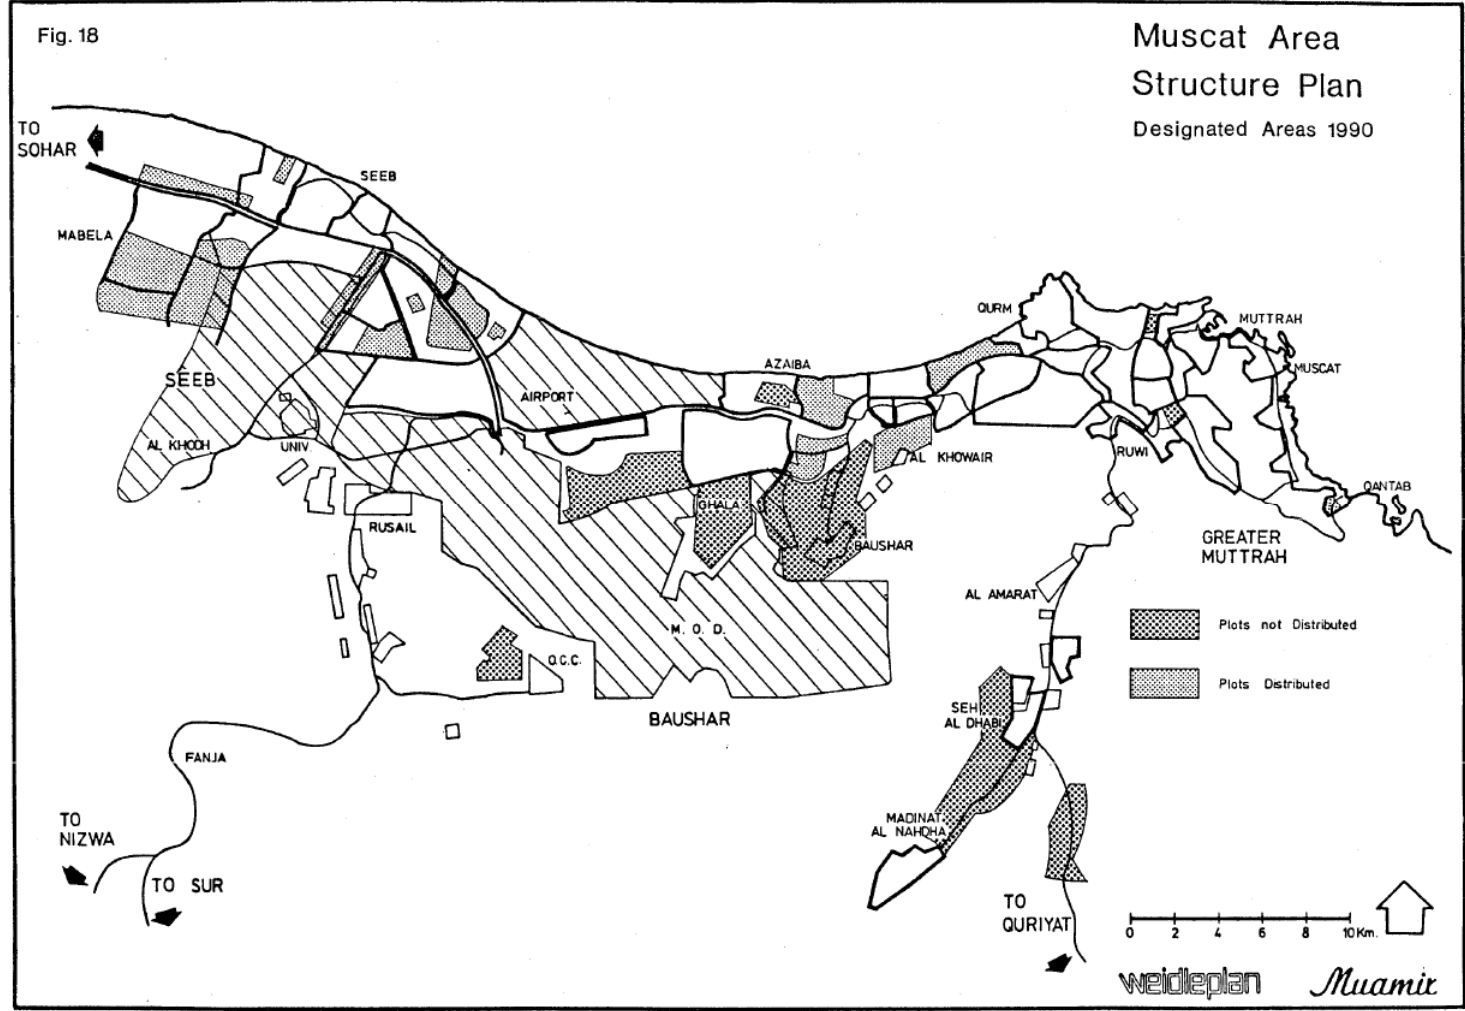 Fig. 18
Muscat Area
Structure Plan
Designated Areas 1990
TO
SOHAR
SEEB
MABELA
QURM
MUTTRAH
AZAIBA
MUSCAT
SEEB
AIRPORT
AL KHODH
UNIV.
AL KHOWAIR
RUWI
QANTAB
GHALA
RUSAIL
BAUSHAR
GREATER
MUTTRAH
AL AMARAT
M. O. D.
Plots not Distributed
O.C.C.
Plots Distributed
BAUSHAR
SEH
AL DHABI
FANJA
TO
NIZWA
MADINAT
AL NAHDHA
TO SUR
TO
QURIYAT
0 2 4 6 8 10 Km.
weidleplan
Muamir